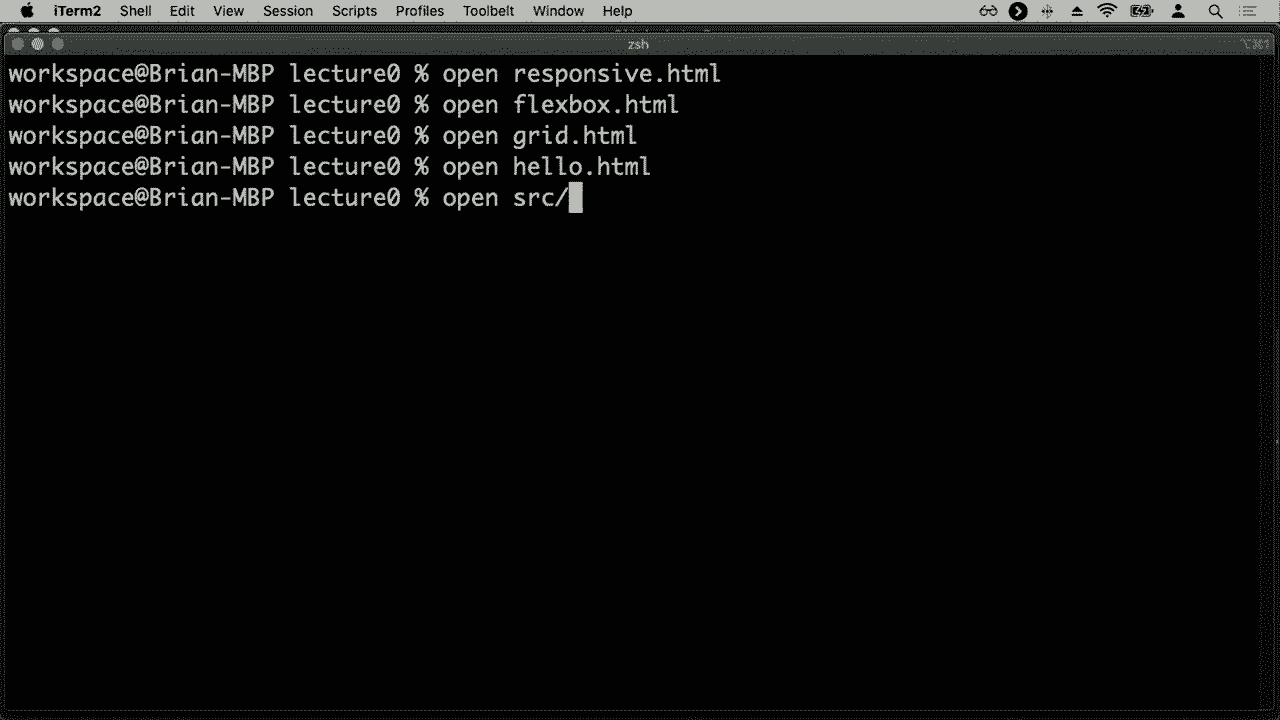 iTerm2 Shell Edit View Session Scripts Profiles Toolbelt Window Help
zsh
workspace@Brian-MBP lecture0 % open responsive.html
workspace@Brian-MBP lecture0 % open flexbox.html
workspace@Brian-MBP lecture0 % open grid.html
workspace@Brian-MBP lecture0 % open hello.html
workspace@Brian-MBP lecture0 % open src/